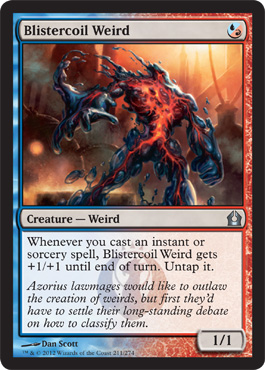 Blistercoil Weird
Creature — Weird
Whenever you cast an instant or
sorcery spell, Blistercoil Weird gets
+1/+1 until end of turn. Untap it.
Azorius lawmages would like to outlaw
the creation of weirds, but first they'd
have to settle their long-standing debate
on how to classify them.
1/1
Dan Scott
™ & © 2012 Wizards of the Coast 211/274